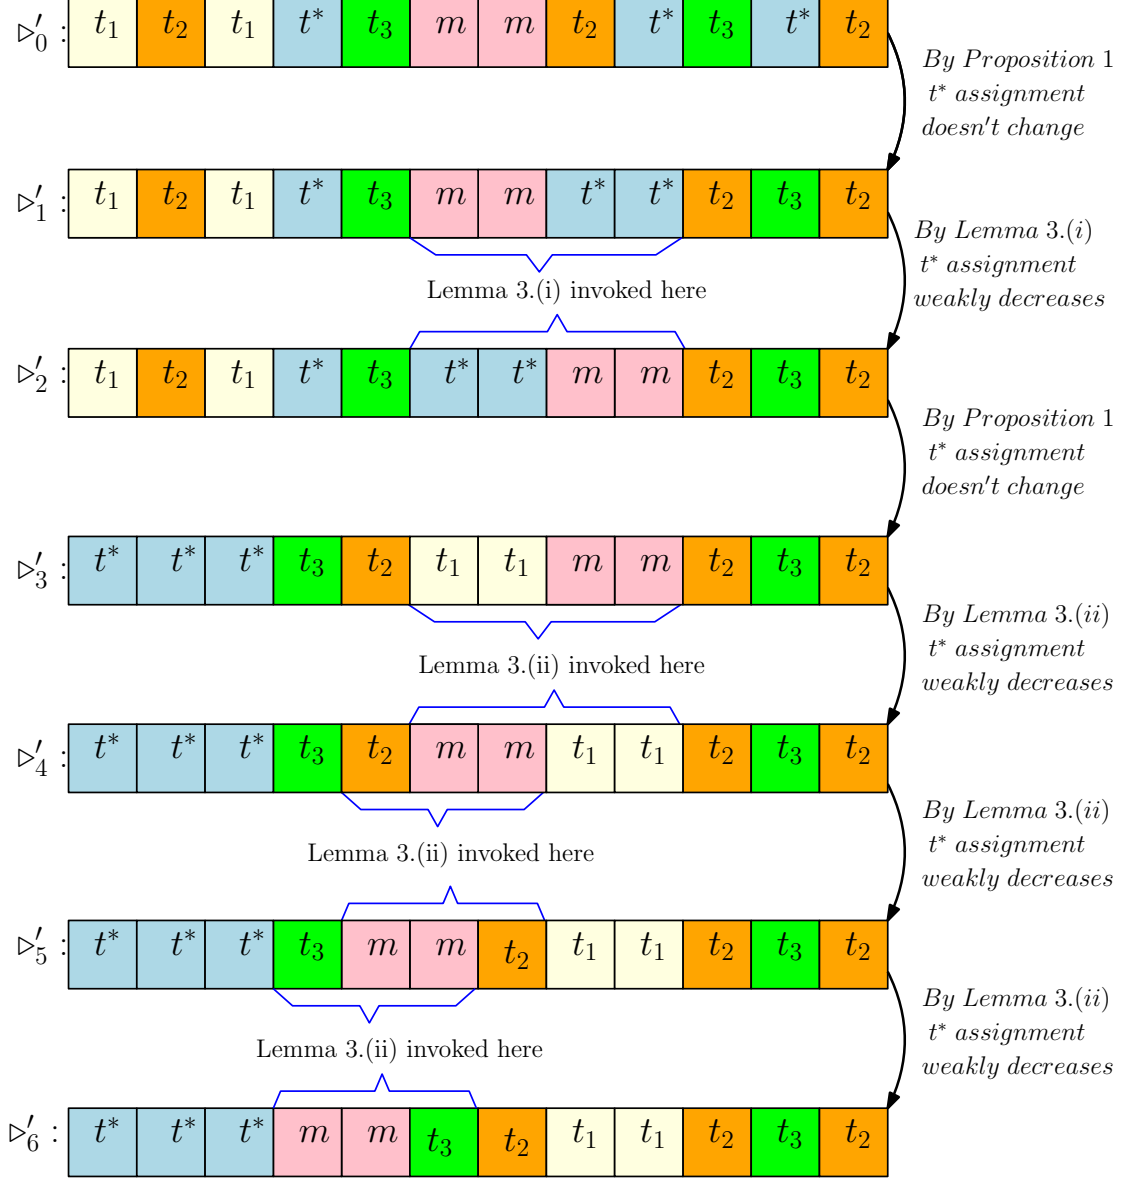 ▷′₀ : t₁ t₂ t₁ t* t₃ m m t₂ t* t₃ t* t₂
By Proposition 1
t* assignment
doesn't change
▷′₁ : t₁ t₂ t₁ t* t₃ m m t* t* t₂ t₃ t₂
By Lemma 3.(i)
t* assignment
weakly decreases
Lemma 3.(i) invoked here
▷′₂ : t₁ t₂ t₁ t* t₃ t* t* m m t₂ t₃ t₂
By Proposition 1
t* assignment
doesn't change
▷′₃ : t* t* t* t₃ t₂ t₁ t₁ m m t₂ t₃ t₂
By Lemma 3.(ii)
t* assignment
weakly decreases
Lemma 3.(ii) invoked here
▷′₄ : t* t* t* t₃ t₂ m m t₁ t₁ t₂ t₃ t₂
By Lemma 3.(ii)
t* assignment
weakly decreases
Lemma 3.(ii) invoked here
▷′₅ : t* t* t* t₃ m m t₂ t₁ t₁ t₂ t₃ t₂
By Lemma 3.(ii)
t* assignment
weakly decreases
Lemma 3.(ii) invoked here
▷′₆ : t* t* t* m m t₃ t₂ t₁ t₁ t₂ t₃ t₂